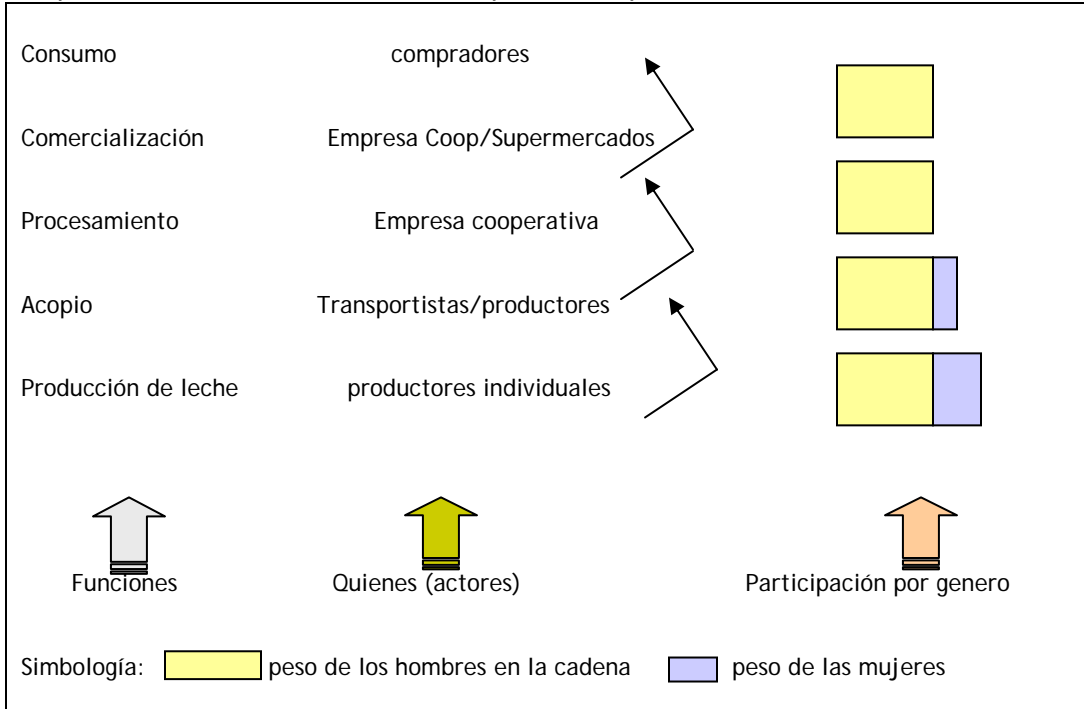 Consumo compradores
Comercialización Empresa Coop/Supermercados
Procesamiento Empresa cooperativa
Acopio Transportistas/productores
Producción de leche productores individuales
Funciones Quienes (actores) Participación por genero
Simbología: peso de los hombres en la cadena peso de las mujeres